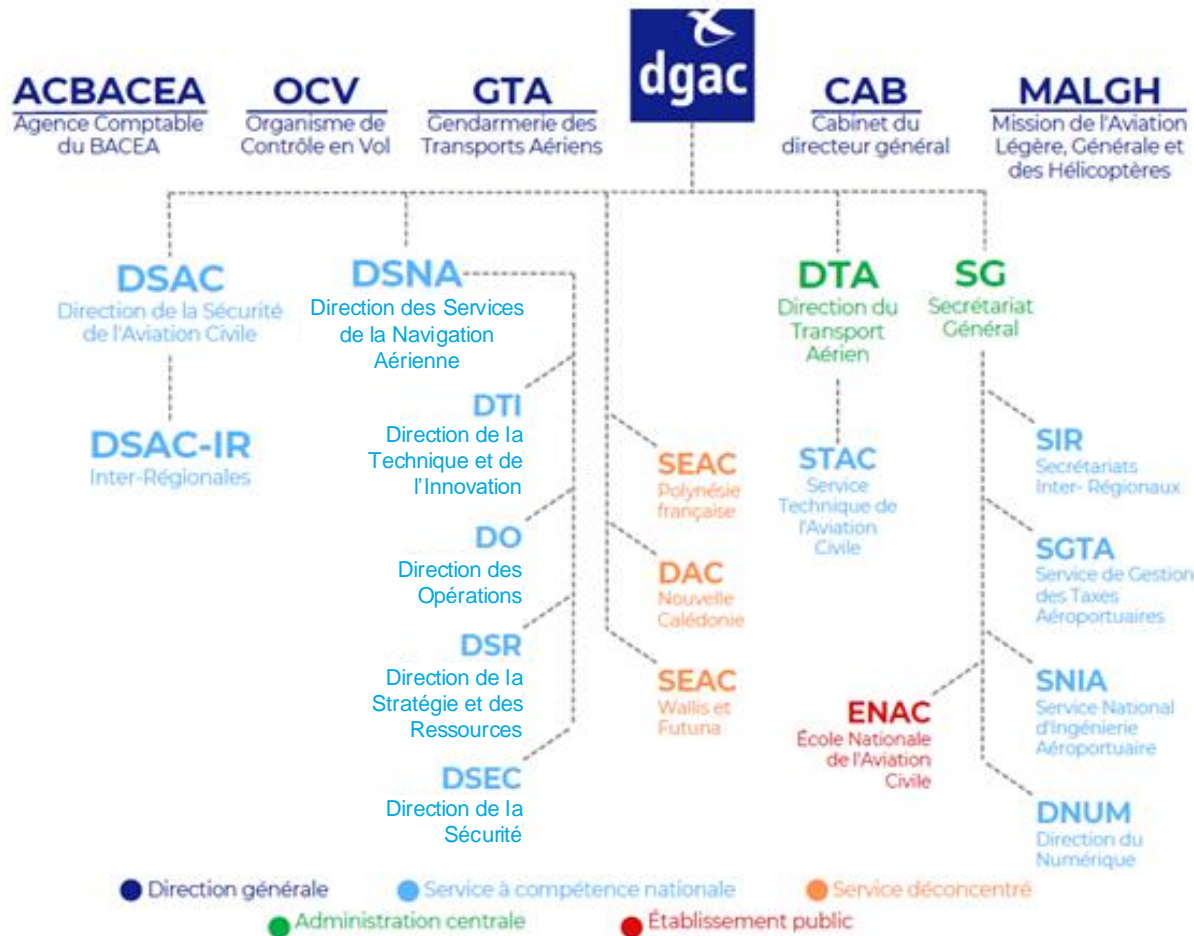 dgac
ACBACEA
Agence Comptable
du BACEA
OCV
Organisme de
Contrôle en Vol
GTA
Gendarmerie des
Transports Aériens
CAB
Cabinet du
directeur général
MALGH
Mission de l'Aviation
Légère, Générale et
des Hélicoptères
DSAC
Direction de la Sécurité
de l'Aviation Civile
DSAC-IR
Inter-Régionales
DSNA
Direction des Services
de la Navigation
Aérienne
DTI
Direction de la
Technique et de
l'Innovation
DO
Direction des
Opérations
DSR
Direction de la
Stratégie et des
Ressources
DSEC
Direction de la
Sécurité
SEAC
Polynésie
française
DAC
Nouvelle
Calédonie
SEAC
Wallis et
Futuna
DTA
Direction du
Transport
Aérien
STAC
Service
Technique de
l'Aviation
Civile
SG
Secrétariat
Général
SIR
Secrétariats
Inter- Régionaux
SGTA
Service de Gestion
des Taxes
Aéroportuaires
SNIA
Service National
d'Ingénierie
Aéroportuaire
ENAC
École Nationale
de l'Aviation
Civile
DNUM
Direction du
Numérique
Direction générale
Service à compétence nationale
Service déconcentré
Administration centrale
Établissement public